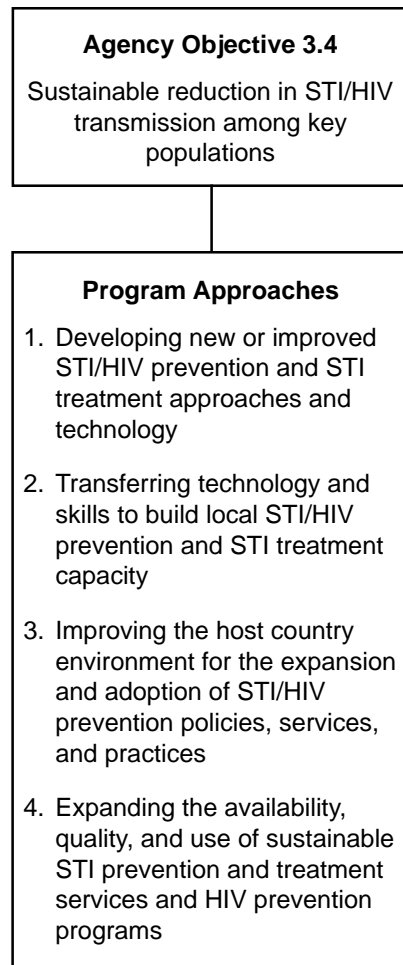 Agency Objective 3.4
Sustainable reduction in STI/HIV
transmission among key
populations
Program Approaches
1. Developing new or improved
STI/HIV prevention and STI
treatment approaches and
technology
2. Transferring technology and
skills to build local STI/HIV
prevention and STI treatment
capacity
3. Improving the host country
environment for the expansion
and adoption of STI/HIV
prevention policies, services,
and practices
4. Expanding the availability,
quality, and use of sustainable
STI prevention and treatment
services and HIV prevention
programs